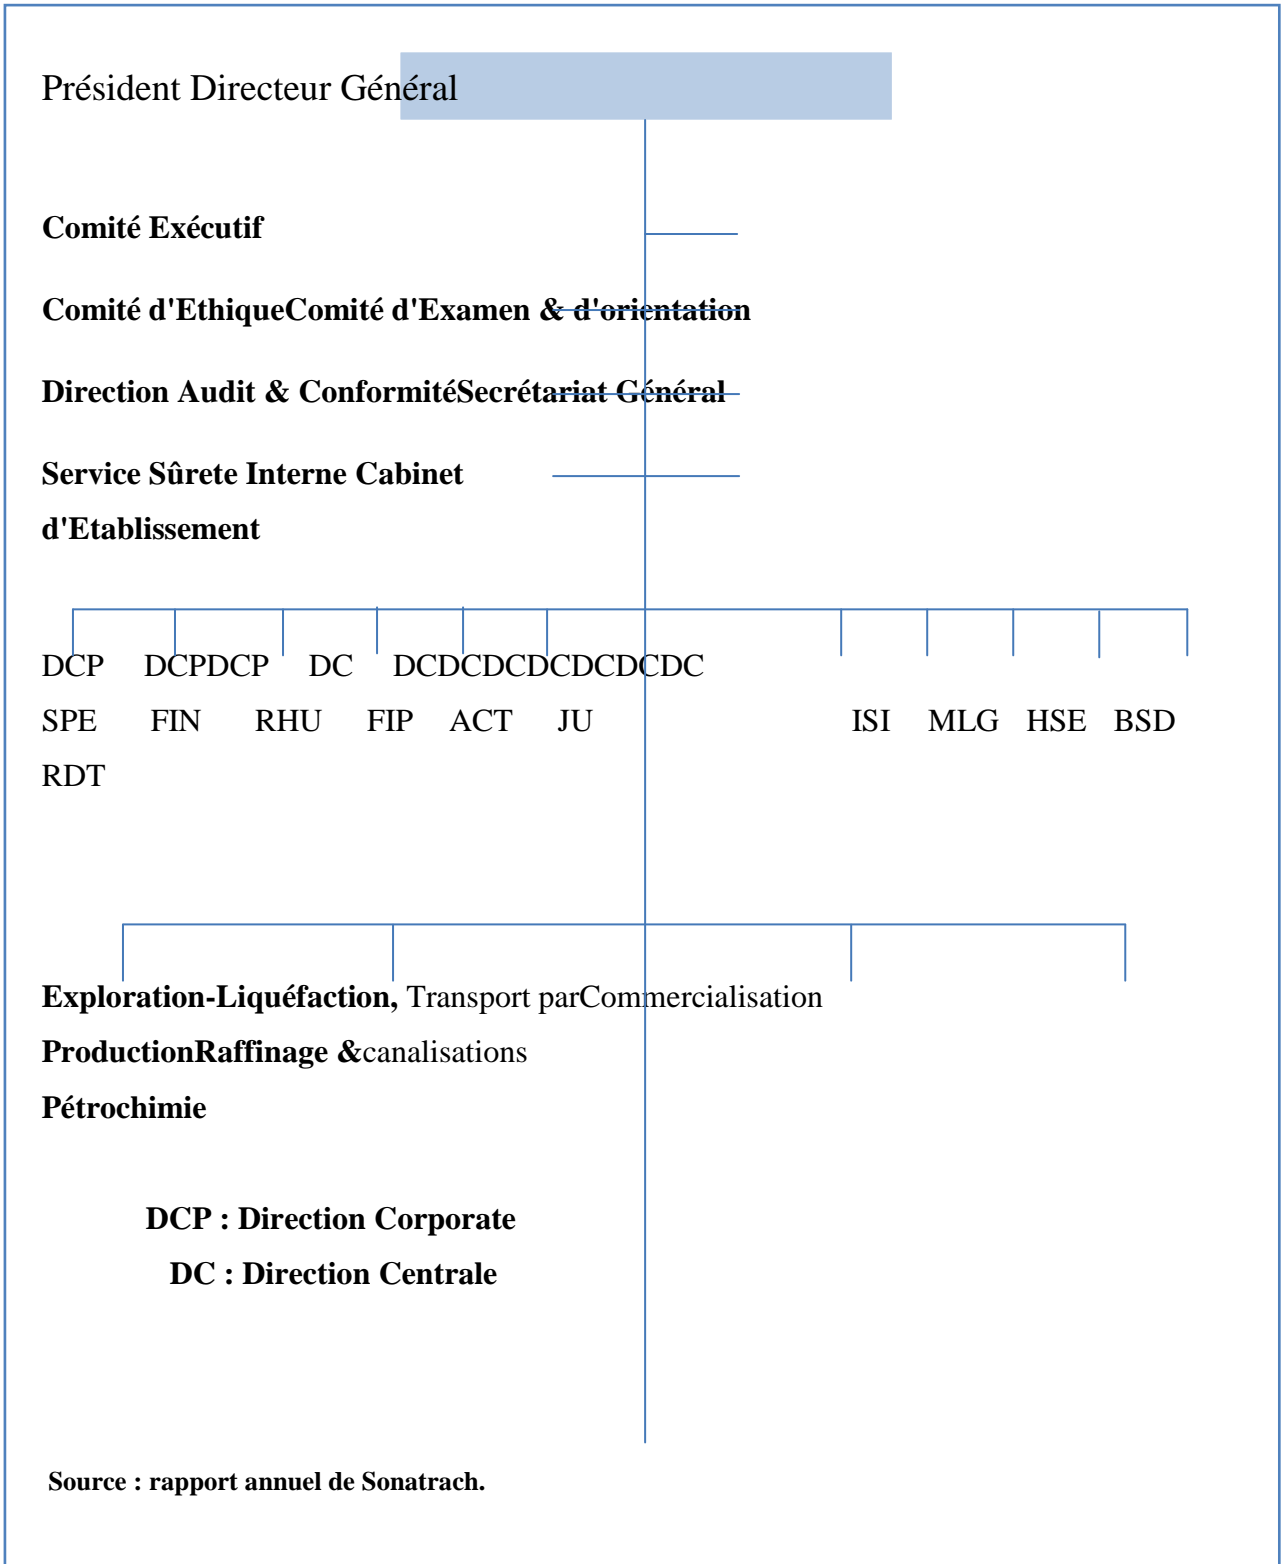 Président Directeur Général
Comité Exécutif
Comité d'EthiqueComité d'Examen & d'orientation
Direction Audit & ConformitéSecrétariat Général
Service Sûrete Interne Cabinet
d'Etablissement
DCP DCPDCP DC DCDCDCDCDCDCDC
SPE FIN RHU FIP ACT JU ISI MLG HSE BSD
RDT
Exploration-Liquéfaction, Transport parCommercialisation
ProductionRaffinage &canalisations
Pétrochimie
DCP : Direction Corporate
DC : Direction Centrale
Source : rapport annuel de Sonatrach.